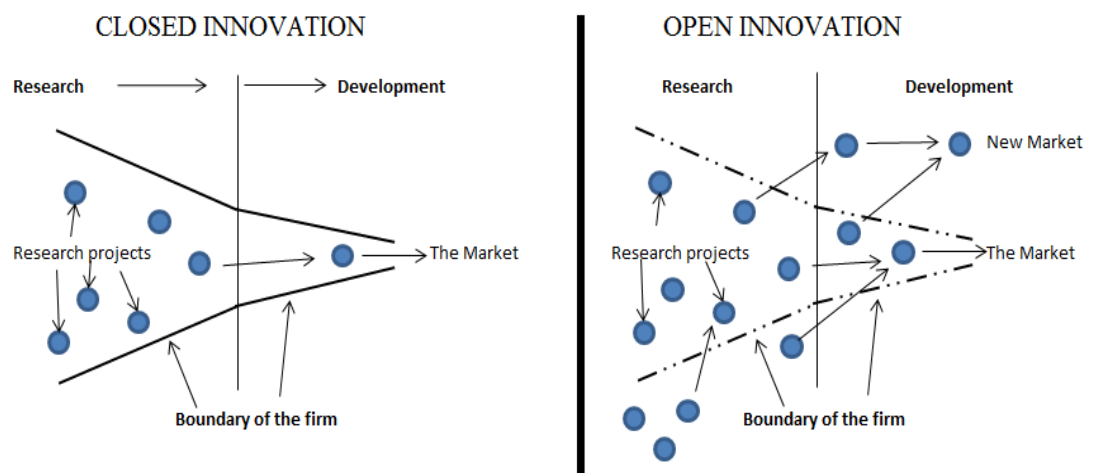 CLOSED INNOVATION
Research
Development
Research projects
The Market
Boundary of the firm
OPEN INNOVATION
Research
Development
New Market
Research projects
The Market
Boundary of the firm